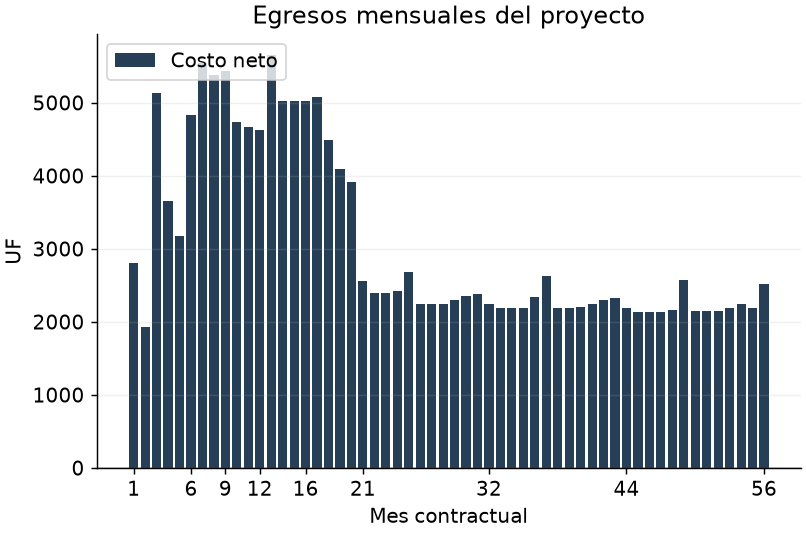 Egresos mensuales del proyecto
Costo neto
UF
5000
4000
3000
2000
1000
0
1 6 9 12 16 21 32 44 56
Mes contractual